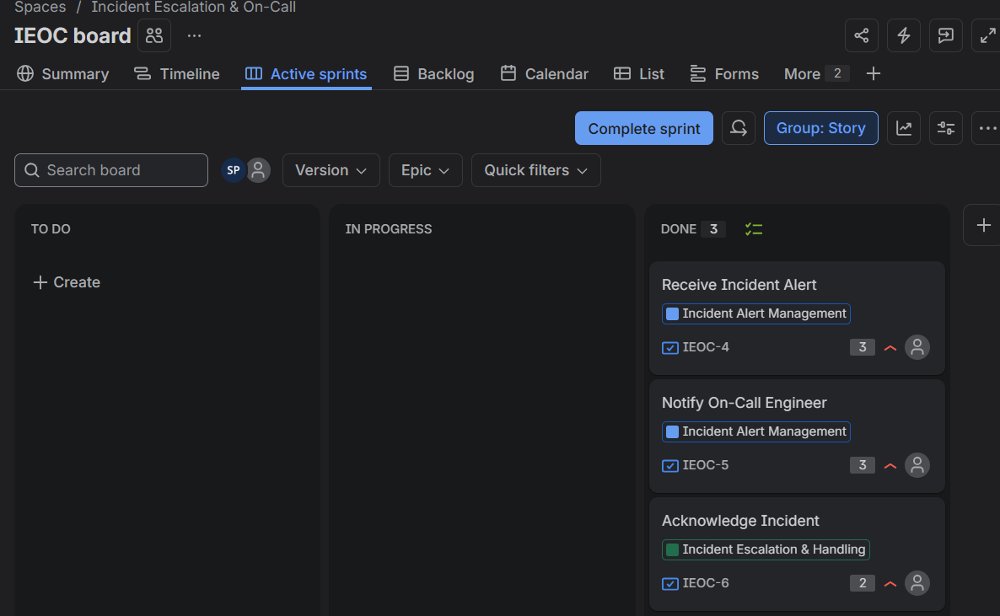 Spaces / Incident Escalation & On-Call
IEOC board
Summary Timeline Active sprints Backlog Calendar List Forms More 2
Complete sprint Group: Story
Search board SP Version Epic Quick filters
TO DO
Create
IN PROGRESS
DONE 3
Receive Incident Alert
Incident Alert Management
IEOC-4 3
Notify On-Call Engineer
Incident Alert Management
IEOC-5 3
Acknowledge Incident
Incident Escalation & Handling
IEOC-6 2